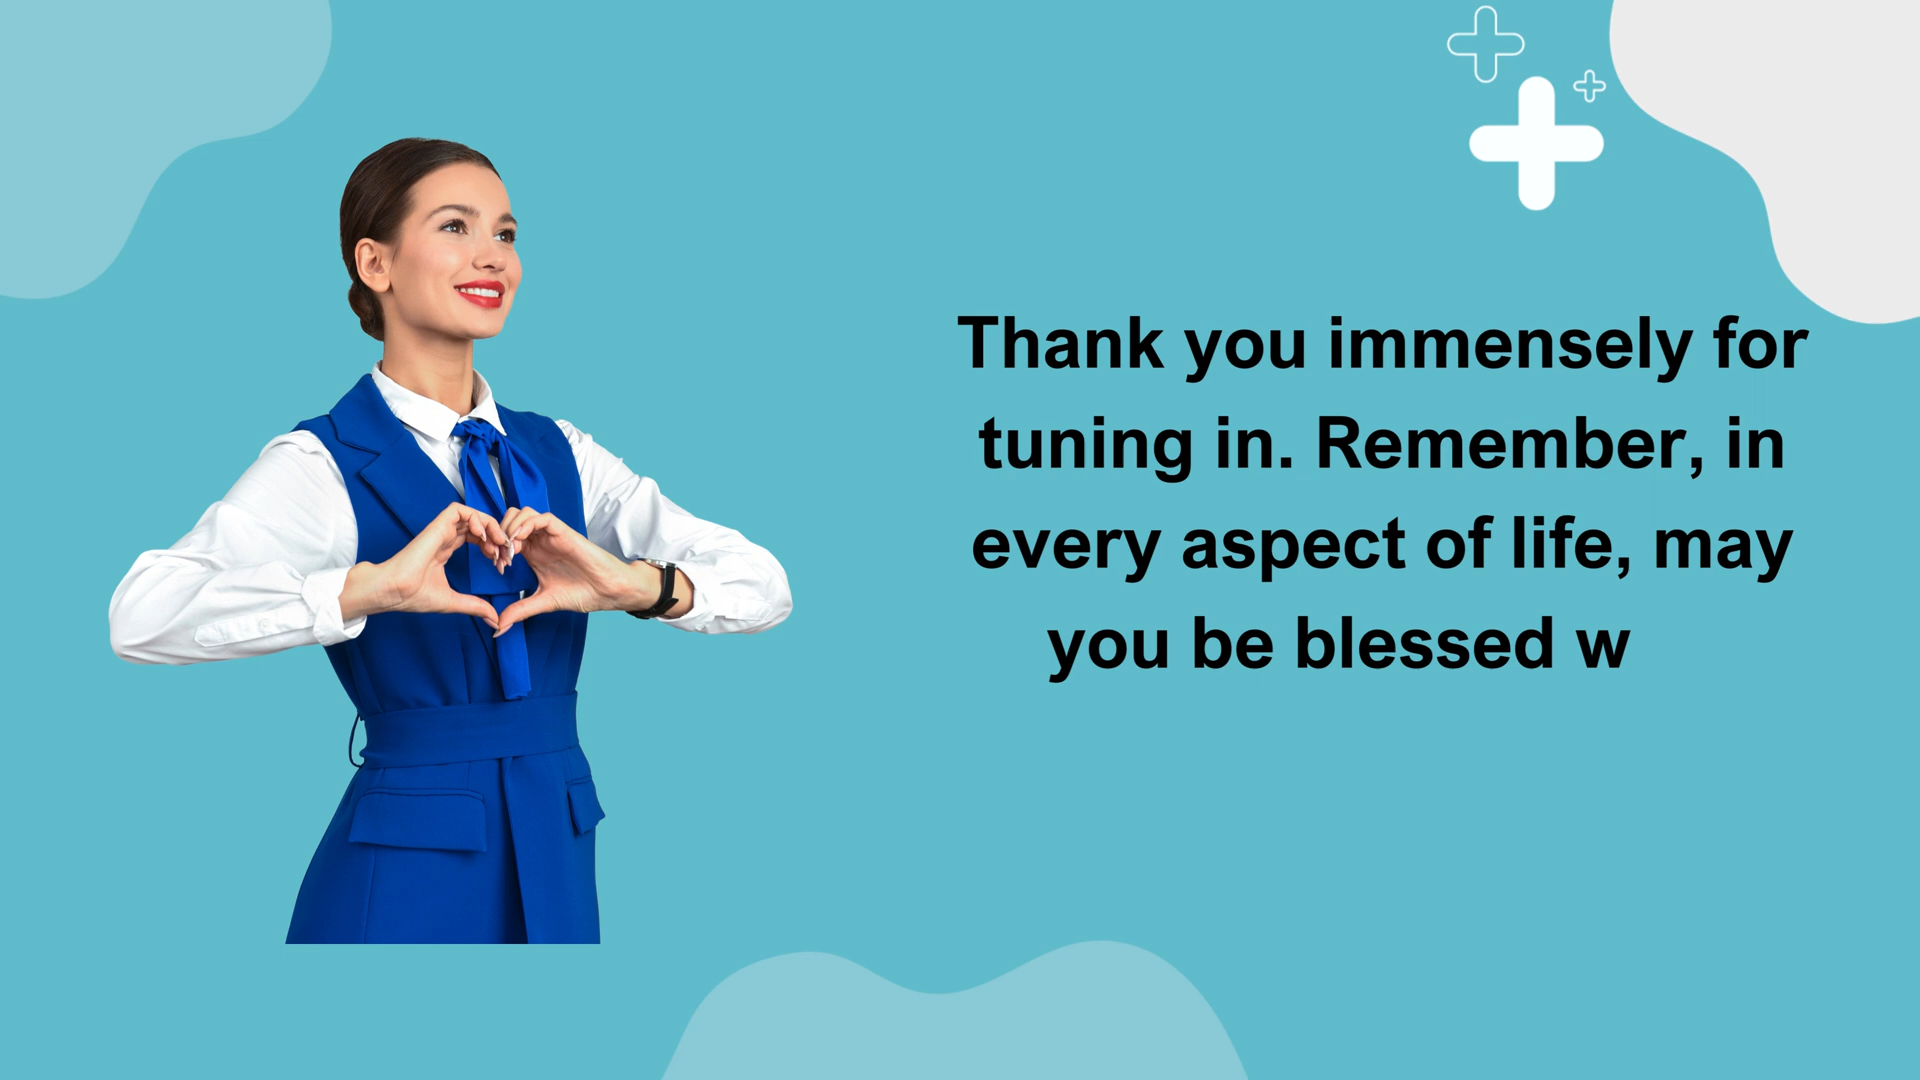 Thank you immensely for
tuning in. Remember, in
every aspect of life, may
you be blessed w